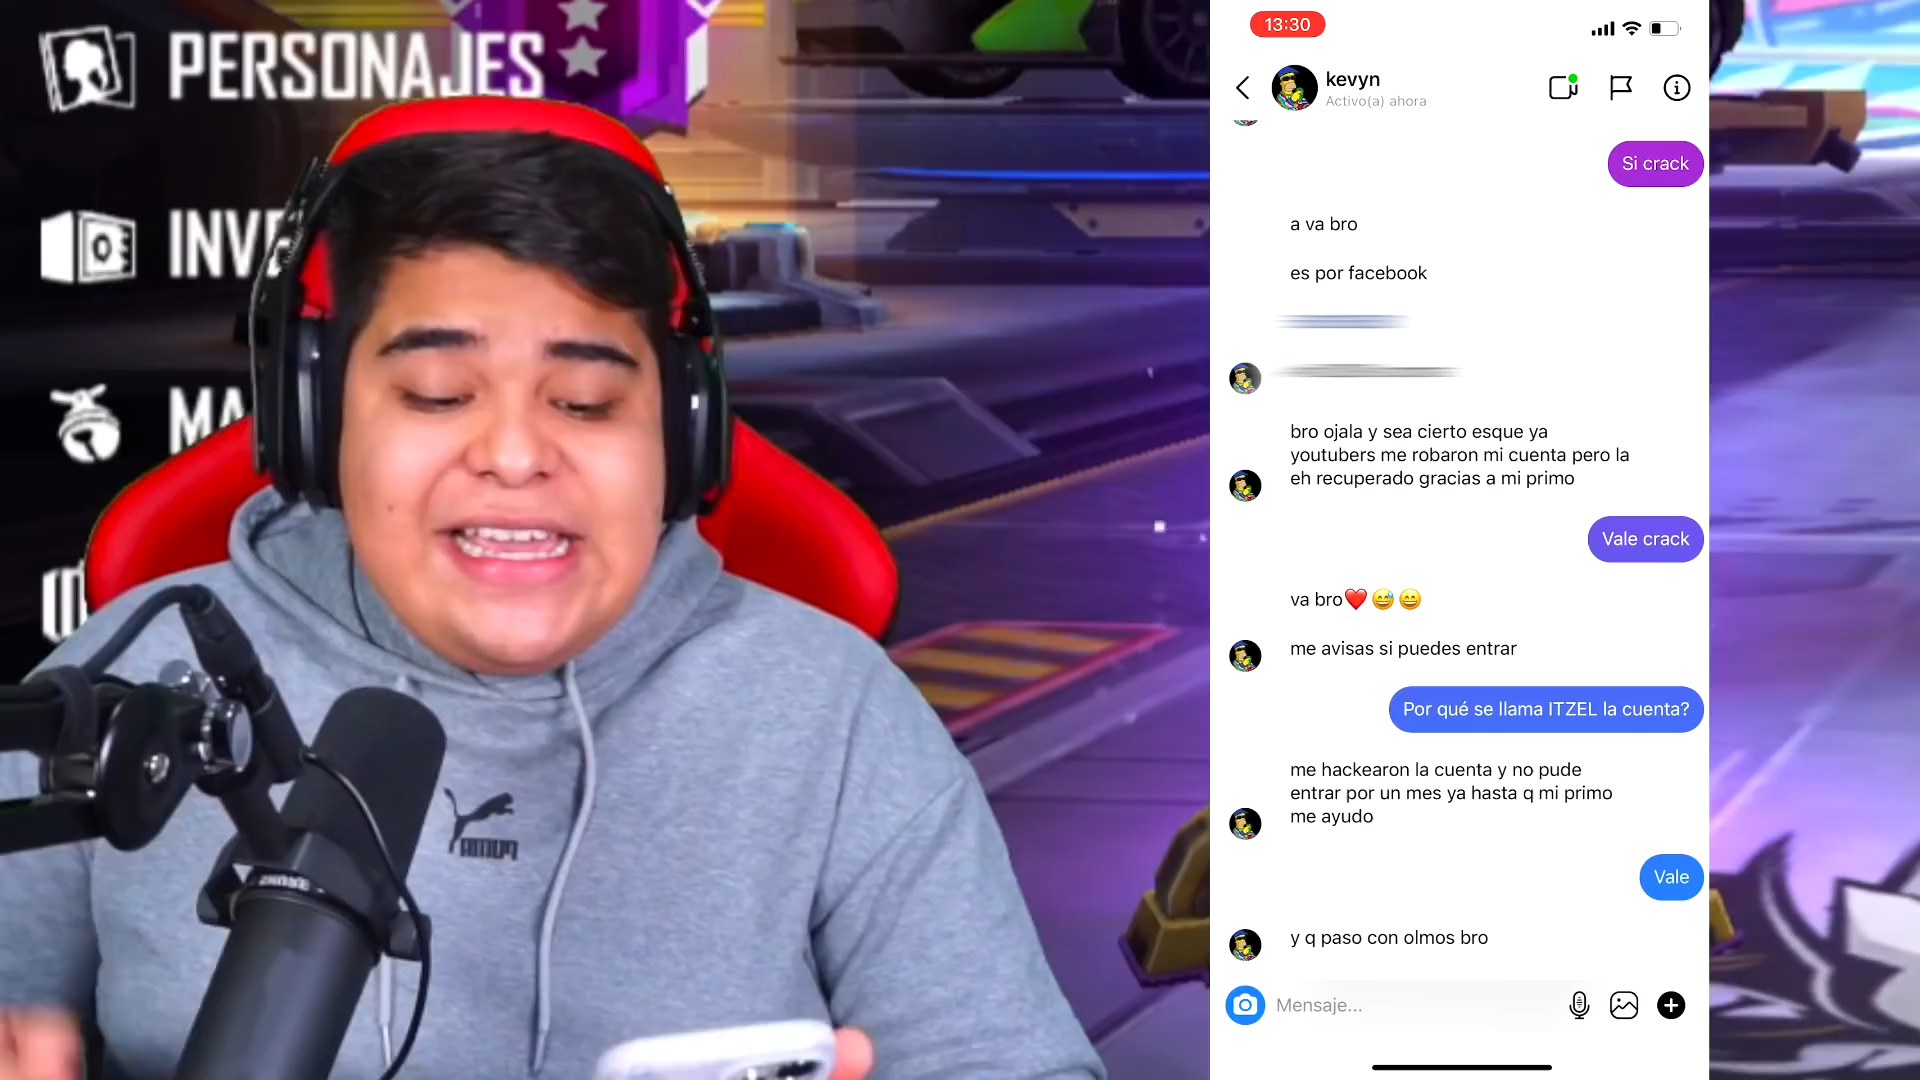 PERSONAJES
INVE
MA
PUMA
SHURE
13:30
kevyn
Activo(a) ahora
Si crack
a va bro
es por facebook
bro ojala y sea cierto esque ya
youtubers me robaron mi cuenta pero la
eh recuperado gracias a mi primo
Vale crack
va bro❤️😅😄
me avisas si puedes entrar
Por qué se llama ITZEL la cuenta?
me hackearon la cuenta y no pude
entrar por un mes ya hasta q mi primo
me ayudo
Vale
y q paso con olmos bro
Mensaje...